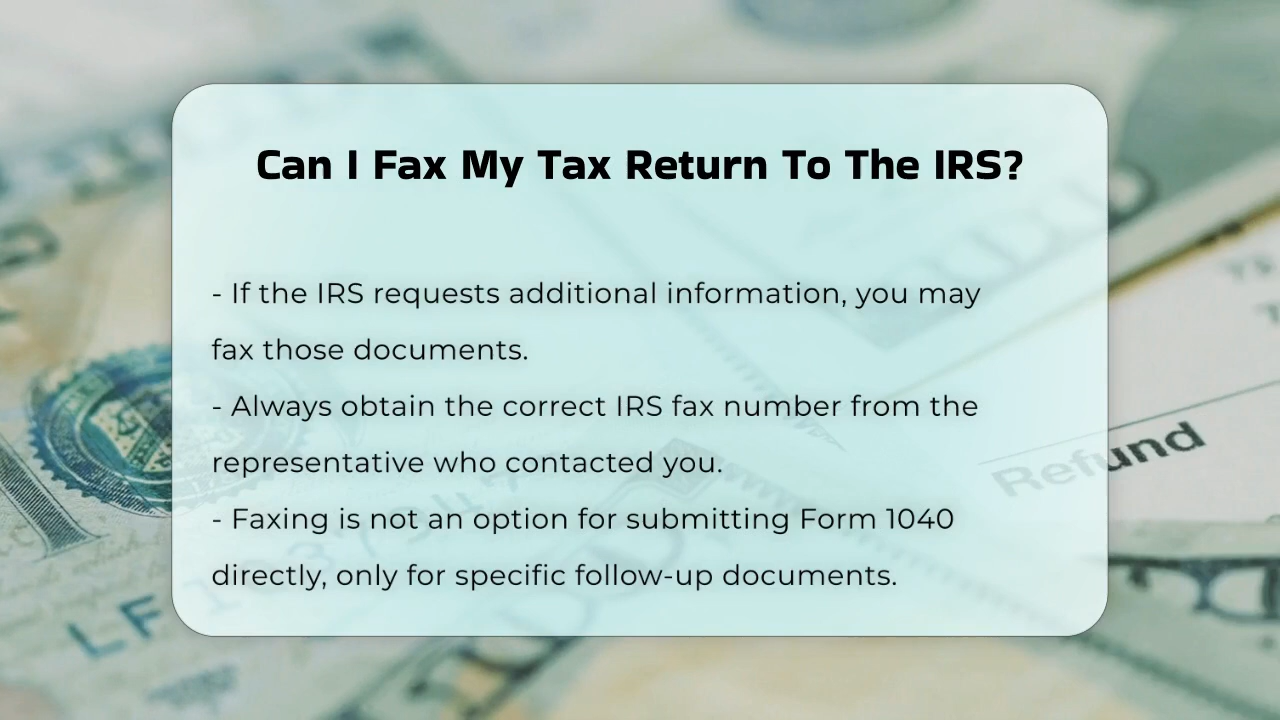 Can I Fax My Tax Return To The IRS?
- If the IRS requests additional information, you may
fax those documents.
- Always obtain the correct IRS fax number from the
representative who contacted you.
- Faxing is not an option for submitting Form 1040
directly, only for specific follow-up documents.
Refund
LF